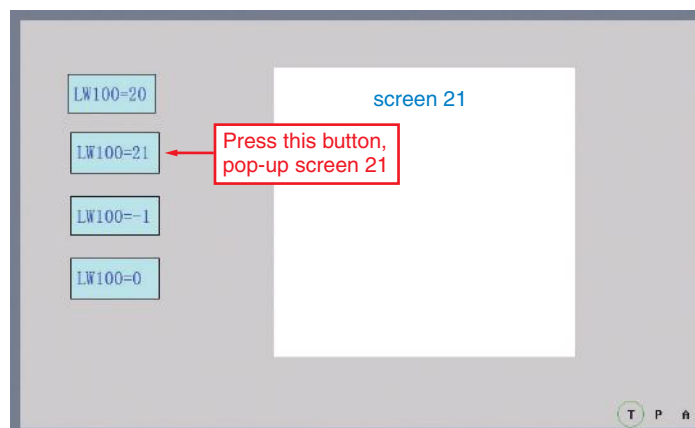 LW100=20
screen 21
LW100=21
Press this button,
pop-up screen 21
LW100=-1
LW100=0
T P A